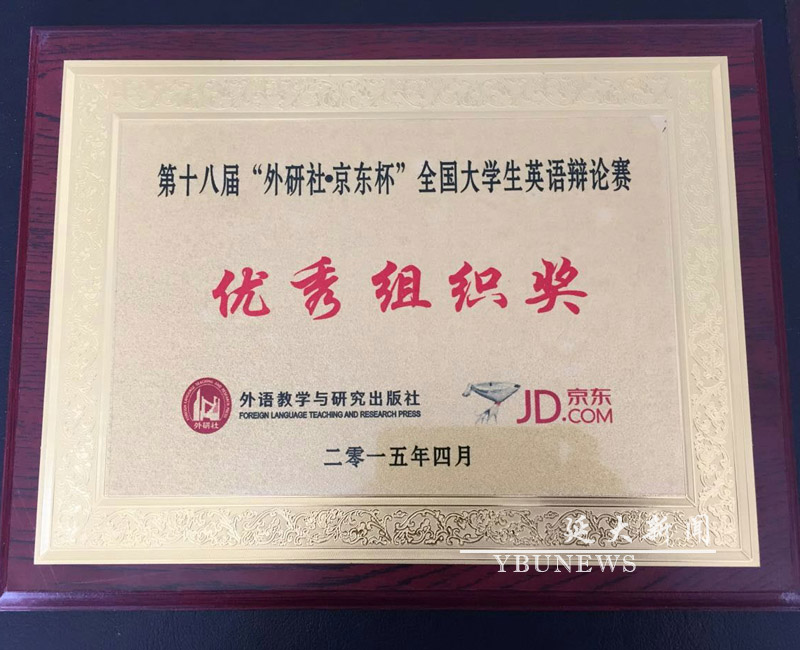 第十八届“外研社•京东杯”全国大学生英语辩论赛
优秀组织奖
外语教学与研究出版社
FOREIGN LANGUAGE TEACHING AND RESEARCH PRESS
外研社
京东
JD.COM
二零一五年四月
延大新闻
YBUNEWS